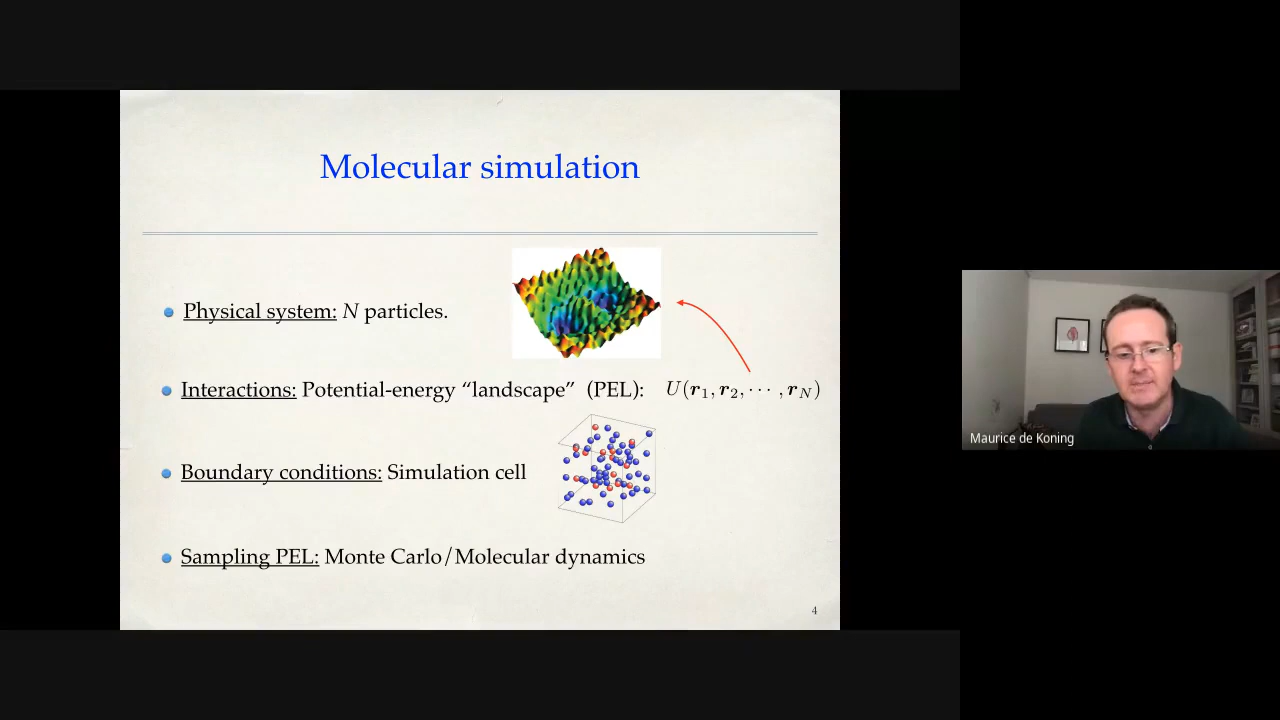 Molecular simulation
Physical system: N particles.
Interactions: Potential-energy “landscape” (PEL): U(r₁, r₂, ⋯ , r_N)
Boundary conditions: Simulation cell
Sampling PEL: Monte Carlo/Molecular dynamics
4
Maurice de Koning